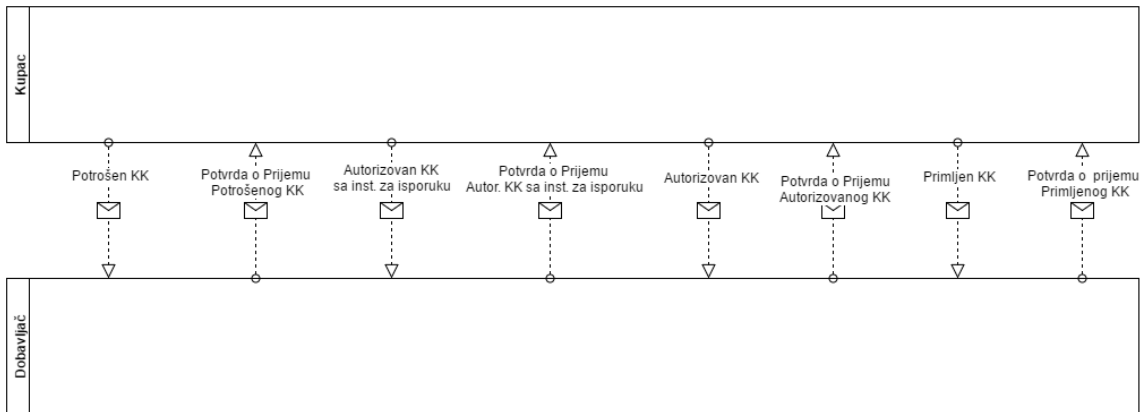 Kupac
Potrošen KK
Potvrda o Prijemu
Potrošenog KK
Autorizovan KK
sa inst. za isporuku
Potvrda o Prijemu
Autor. KK sa inst. za isporuku
Autorizovan KK
Potvrda o Prijemu
Autorizovanog KK
Primljen KK
Potvrda o prijemu
Primljenog KK
Dobavljač